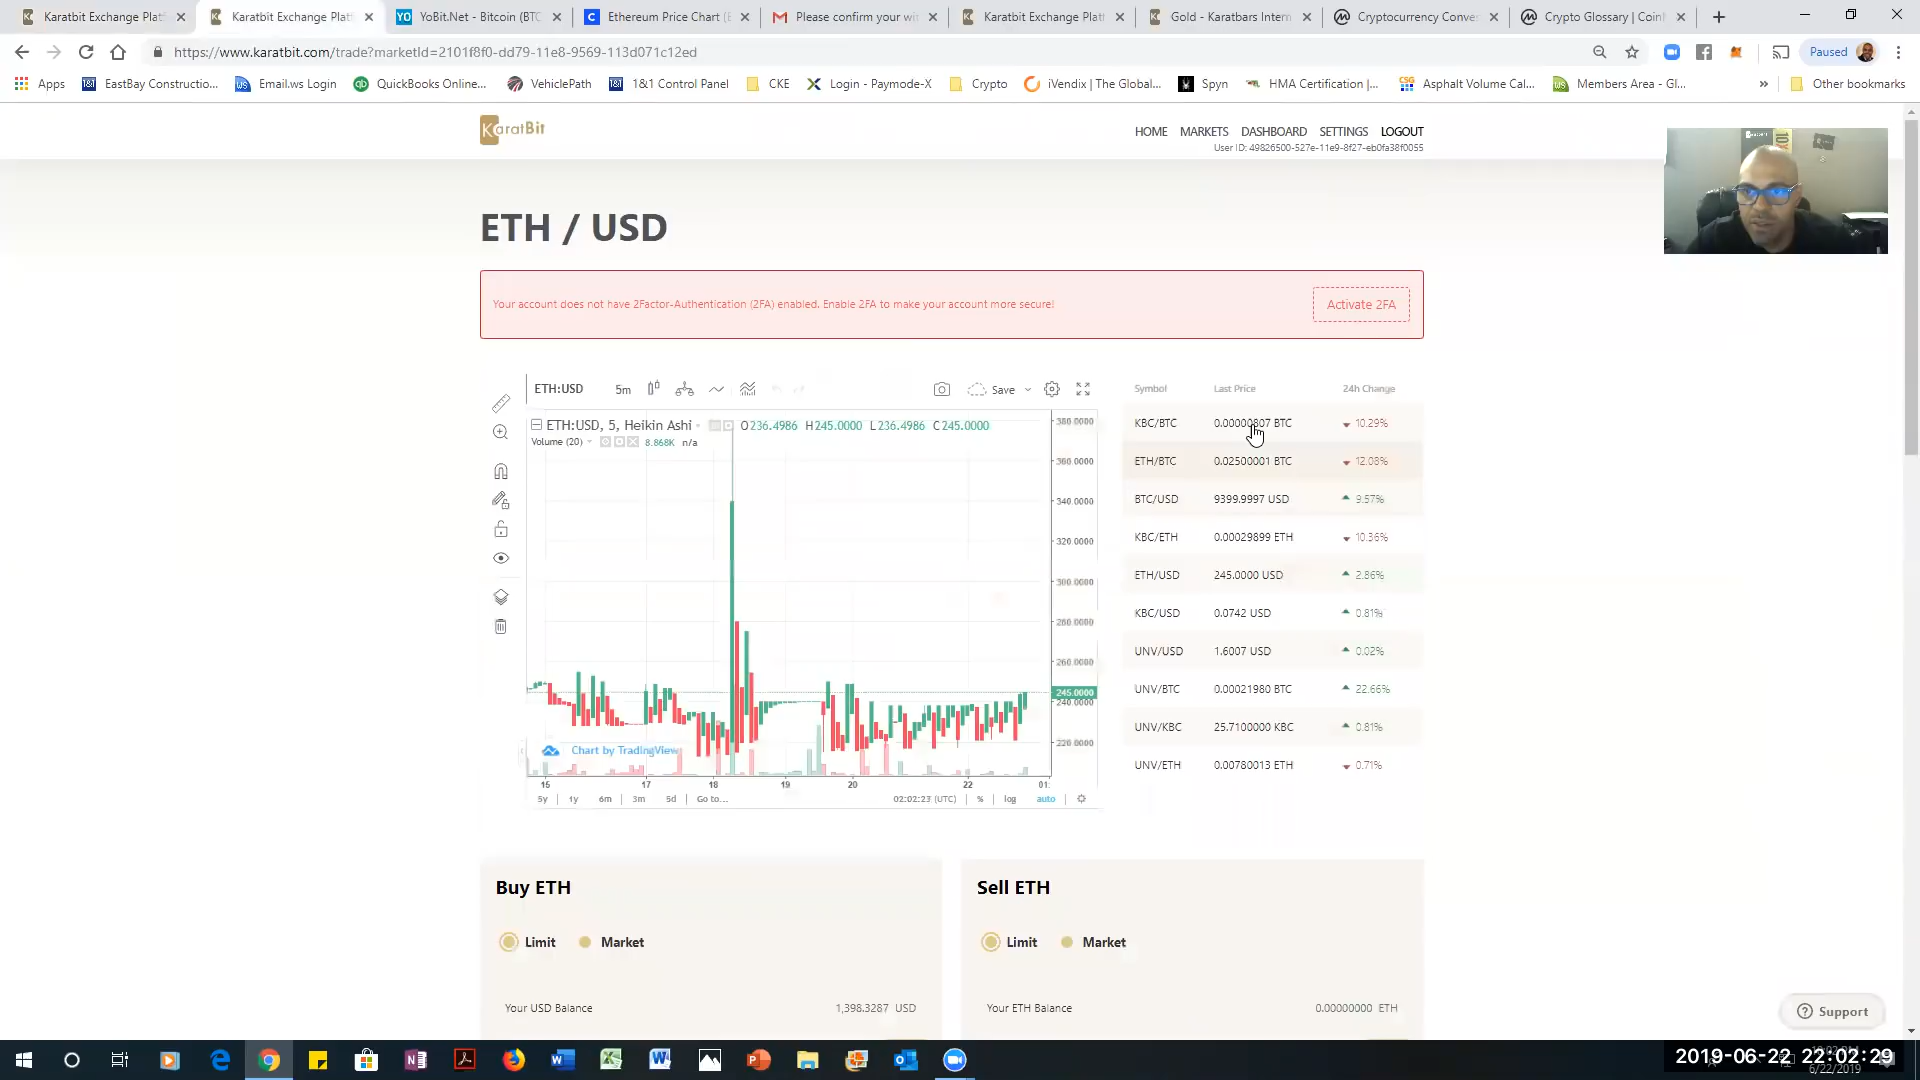 Karatbit Exchange Platf
Karatbit Exchange Platf
YoBit.Net - Bitcoin (BTC
Ethereum Price Chart (E
Please confirm your wit
Karatbit Exchange Platf
Gold - Karatbars Intern
Cryptocurrency Conve
Crypto Glossary | Coin
https://www.karatbit.com/trade?marketId=2101f8f0-dd79-11e8-9569-113d071c12ed
Paused
Apps
EastBay Constructio...
Email.ws Login
QuickBooks Online...
VehiclePath
1&1 Control Panel
CKE
Login - Paymode-X
Crypto
iVendix | The Global...
Spyn
HMA Certification |...
Asphalt Volume Cal...
Members Area - Gl...
Other bookmarks
KaratBit
HOME MARKETS DASHBOARD SETTINGS LOGOUT
User ID: 49826500-527e-11e9-8f27-eb0fa38f0055
ETH / USD
Your account does not have 2Factor-Authentication (2FA) enabled. Enable 2FA to make your account more secure!
Activate 2FA
ETH:USD 5m Save
ETH:USD, 5, Heikin Ashi O236.4986 H245.0000 L236.4986 C245.0000
Volume (20) 8.868K n/a
380.0000
360.0000
340.0000
320.0000
300.0000
280.0000
260.0000
245.0000
240.0000
220.0000
Chart by TradingView
15 17 18 19 20 22 01:
5y 1y 6m 3m 5d Go to... 02:02:23 (UTC) % log auto
Symbol Last Price 24h Change
KBC/BTC 0.00000807 BTC 10.29%
ETH/BTC 0.02500001 BTC 12.08%
BTC/USD 9399.9997 USD 9.57%
KBC/ETH 0.00029899 ETH 10.36%
ETH/USD 245.0000 USD 2.86%
KBC/USD 0.0742 USD 0.81%
UNV/USD 1.6007 USD 0.02%
UNV/BTC 0.00021980 BTC 22.66%
UNV/KBC 25.7100000 KBC 0.81%
UNV/ETH 0.00780013 ETH 0.71%
Buy ETH
Limit Market
Your USD Balance 1,398.3287 USD
Sell ETH
Limit Market
Your ETH Balance 0.00000000 ETH
Support
2019-06-22 22:02:29
6/22/2019